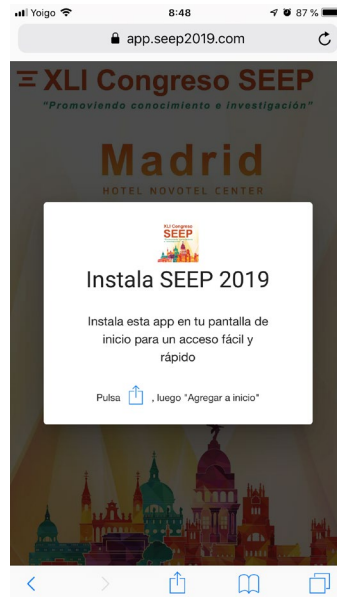 Yoigo 8:48 87 %
app.seep2019.com
XLI Congreso SEEP
"Promoviendo conocimiento e investigación"
Madrid
HOTEL NOVOTEL CENTER
XLI Congreso
SEEP
Instala SEEP 2019
Instala esta app en tu pantalla de
inicio para un acceso fácil y
rápido
Pulsa , luego "Agregar a inicio"